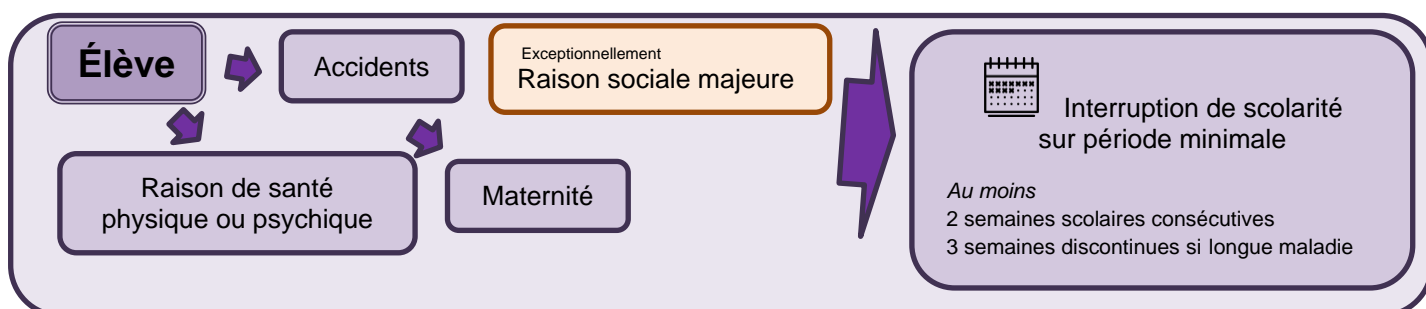 Élève
Accidents
Exceptionnellement
Raison sociale majeure
Raison de santé
physique ou psychique
Maternité
Interruption de scolarité
sur période minimale
Au moins
2 semaines scolaires consécutives
3 semaines discontinues si longue maladie